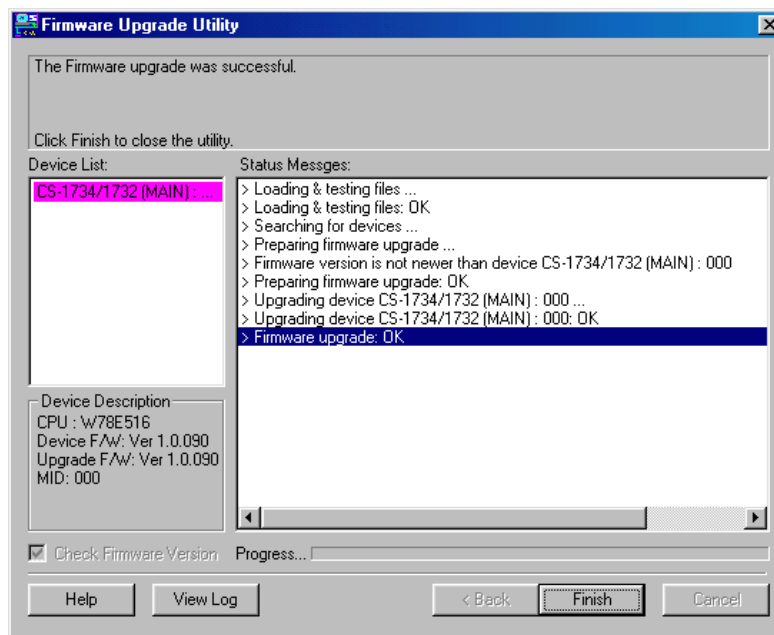 Firmware Upgrade Utility
The Firmware upgrade was successful.
Click Finish to close the utility.
Device List:
Status Messges:
CS-1734/1732 (MAIN) : ...
> Loading & testing files ...
> Loading & testing files: OK
> Searching for devices ...
> Preparing firmware upgrade ...
> Firmware version is not newer than device CS-1734/1732 (MAIN) : 000
> Preparing firmware upgrade: OK
> Upgrading device CS-1734/1732 (MAIN) : 000 ...
> Upgrading device CS-1734/1732 (MAIN) : 000: OK
> Firmware upgrade: OK
Device Description
CPU : W78E516
Device F/W: Ver 1.0.090
Upgrade F/W: Ver 1.0.090
MID: 000
Check Firmware Version
Progress...
Help
View Log
< Back
Finish
Cancel